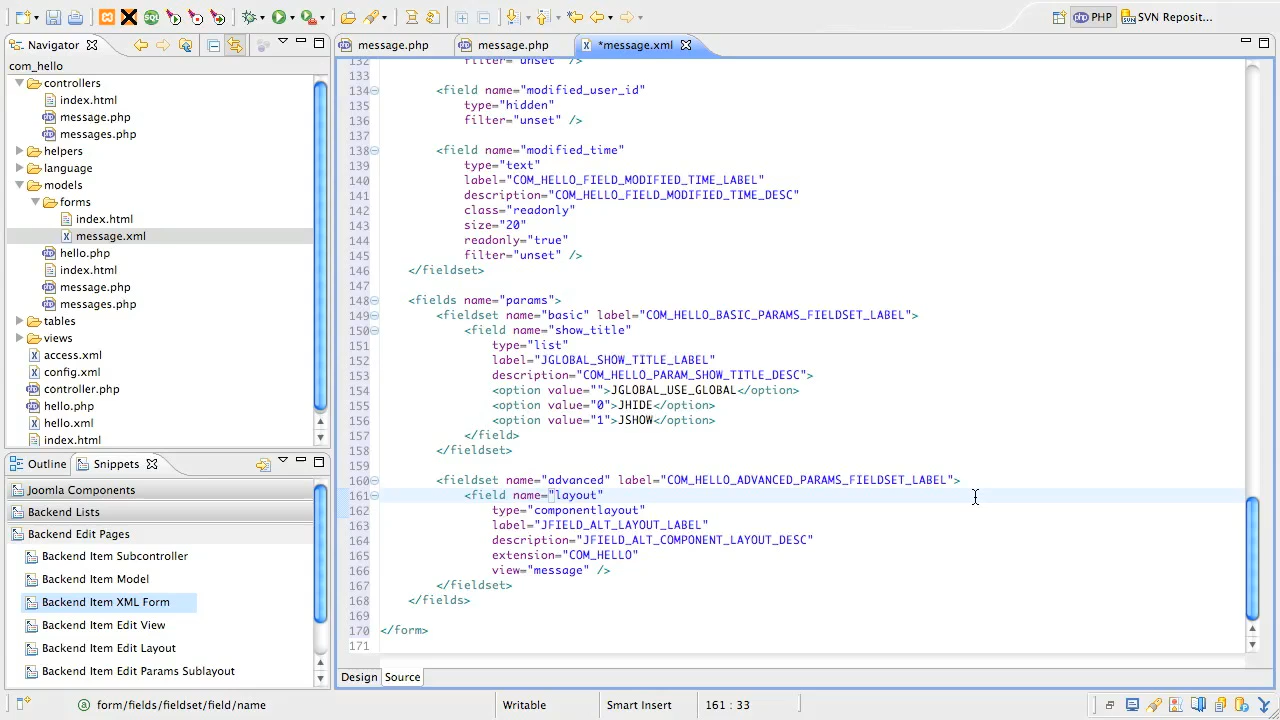 PHP
SVN Reposit...
Navigator
message.php
message.php
*message.xml
com_hello
controllers
index.html
message.php
messages.php
helpers
language
models
forms
index.html
message.xml
hello.php
index.html
message.php
messages.php
tables
views
access.xml
config.xml
controller.php
hello.php
hello.xml
index.html
Outline
Snippets
Joomla Components
Backend Lists
Backend Edit Pages
Backend Item Subcontroller
Backend Item Model
Backend Item XML Form
Backend Item Edit View
Backend Item Edit Layout
Backend Item Edit Params Sublayout
132 filter="unset" />
133
134 <field name="modified_user_id"
135 type="hidden"
136 filter="unset" />
137
138 <field name="modified_time"
139 type="text"
140 label="COM_HELLO_FIELD_MODIFIED_TIME_LABEL"
141 description="COM_HELLO_FIELD_MODIFIED_TIME_DESC"
142 class="readonly"
143 size="20"
144 readonly="true"
145 filter="unset" />
146 </fieldset>
147
148 <fields name="params">
149 <fieldset name="basic" label="COM_HELLO_BASIC_PARAMS_FIELDSET_LABEL">
150 <field name="show_title"
151 type="list"
152 label="JGLOBAL_SHOW_TITLE_LABEL"
153 description="COM_HELLO_PARAM_SHOW_TITLE_DESC">
154 <option value="">JGLOBAL_USE_GLOBAL</option>
155 <option value="0">JHIDE</option>
156 <option value="1">JSHOW</option>
157 </field>
158 </fieldset>
159
160 <fieldset name="advanced" label="COM_HELLO_ADVANCED_PARAMS_FIELDSET_LABEL">
161 <field name="layout"
162 type="componentlayout"
163 label="JFIELD_ALT_LAYOUT_LABEL"
164 description="JFIELD_ALT_COMPONENT_LAYOUT_DESC"
165 extension="COM_HELLO"
166 view="message" />
167 </fieldset>
168 </fields>
169
170 </form>
171
Design
Source
form/fields/fieldset/field/name
Writable
Smart Insert
161 : 33